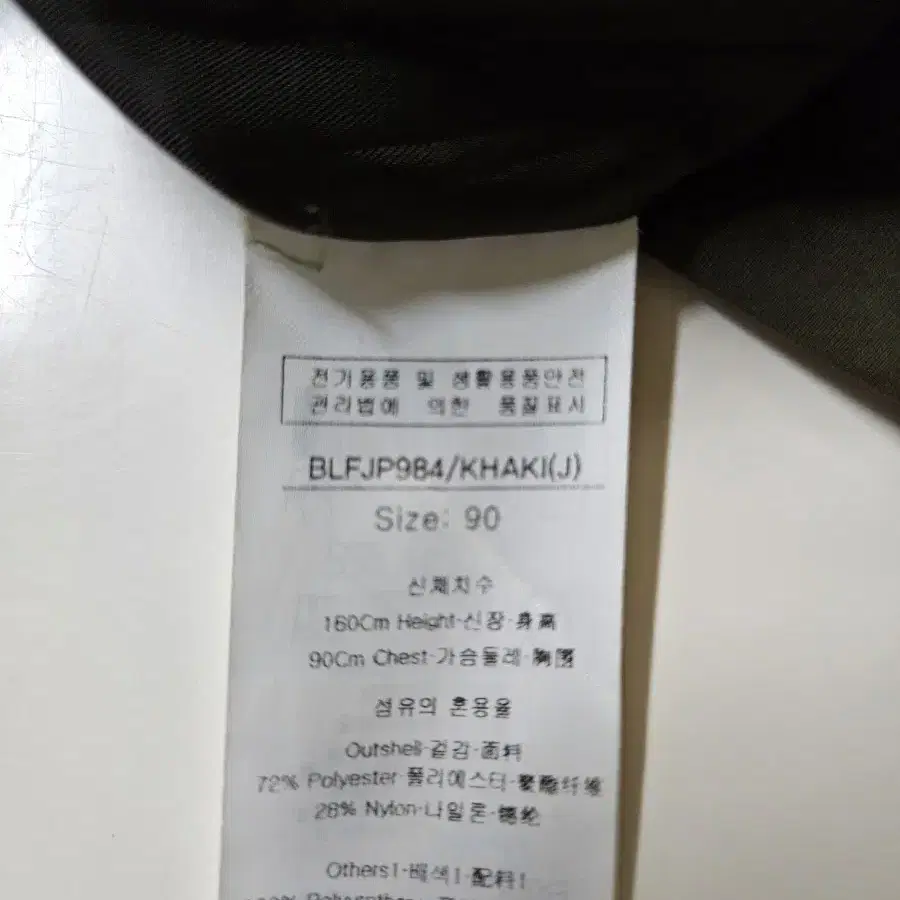 전기용품 및 생활용품안전
관리법에 의한 품질표시
BLFJP984/KHAKI(J)
Size: 90
신체치수
160Cm Height-신장-身高
90Cm Chest-가슴둘레-胸围
섬유의 혼용율
Outshell-겉감-面料
72% Polyester-폴리에스터-聚酯纤维
28% Nylon-나일론-锦纶
Others1-배색1-配料1